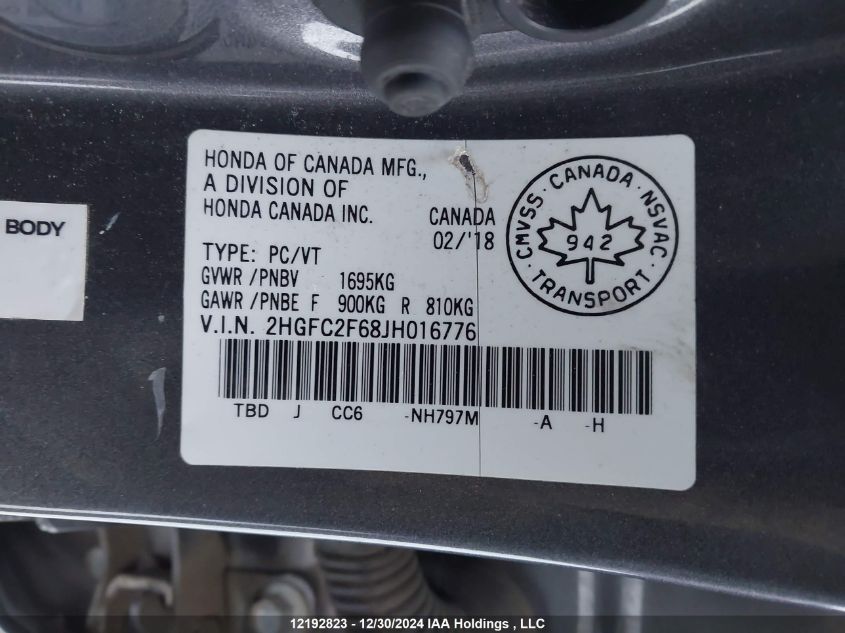 HONDA OF CANADA MFG.,
A DIVISION OF
HONDA CANADA INC.
CANADA
02/'18
TYPE: PC/VT
GVWR /PNBV 1695KG
GAWR /PNBE F 900KG R 810KG
V.I.N. 2HGFC2F68JH016776
TBD J CC6 -NH797M -A -H
CMVSS · CANADA · NSVAC
942
· TRANSPORT ·
BODY
12192823 - 12/30/2024 IAA Holdings , LLC